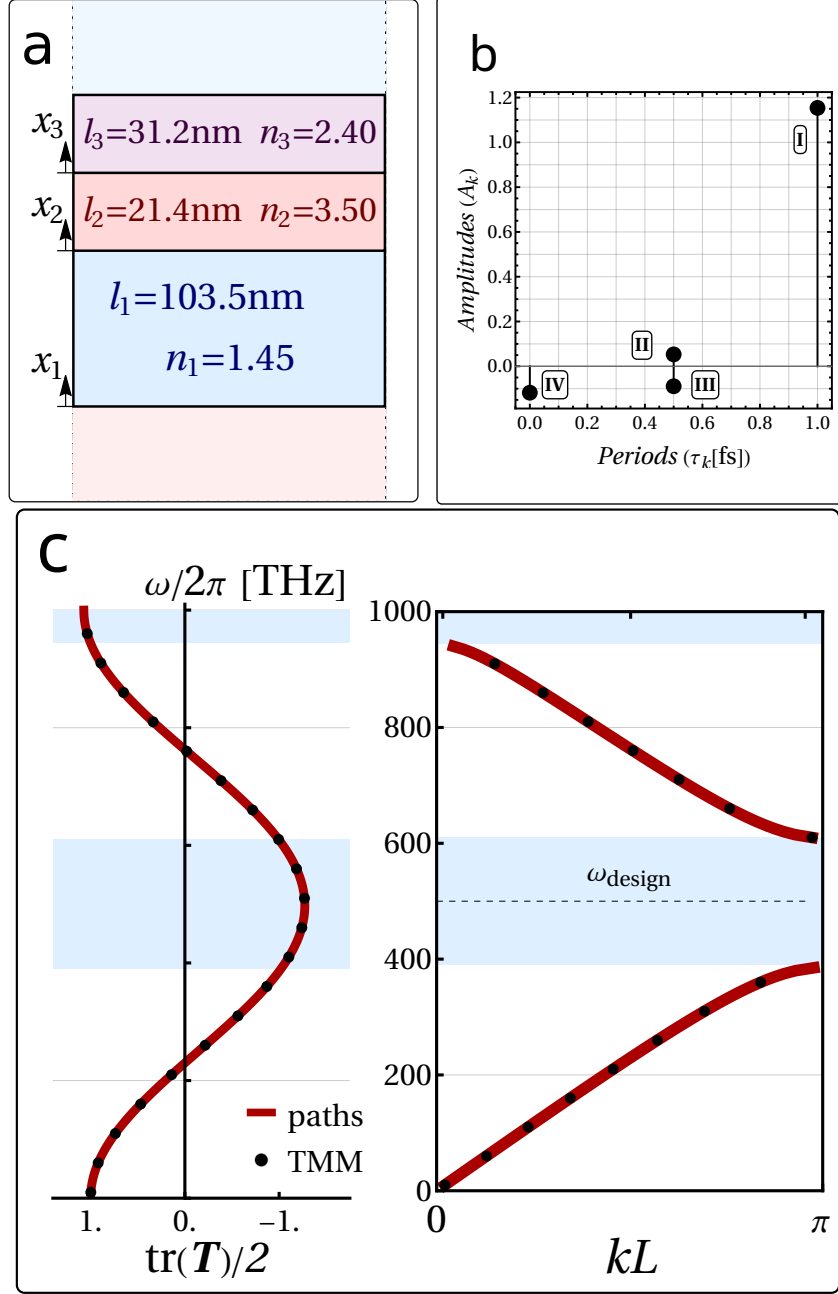 a
x₃
l₃=31.2nm n₃=2.40
x₂
l₂=21.4nm n₂=3.50
l₁=103.5nm
x₁
n₁=1.45
b
Amplitudes (Aₖ)
1.2
1.0
0.8
0.6
0.4
0.2
0.0
I
II
III
IV
0.0 0.2 0.4 0.6 0.8 1.0
Periods (τₖ[fs])
c
ω/2π [THz]
1000
800
600
400
200
0
ω_design
paths
TMM
1. 0. −1.
tr(T)/2
0 π
kL